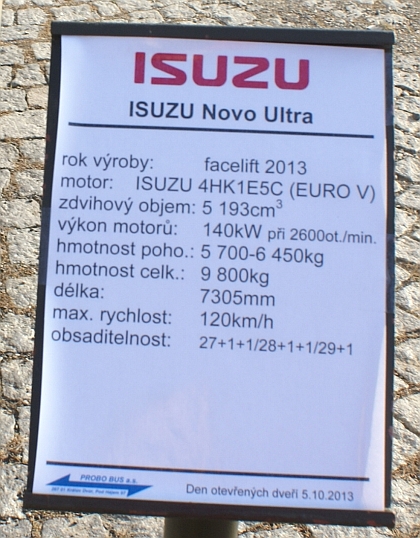 ISUZU
ISUZU Novo Ultra
rok výroby: facelift 2013
motor: ISUZU 4HK1E5C (EURO V)
zdvihový objem: 5 193cm³
výkon motorů: 140kW při 2600ot./min.
hmotnost poho.: 5 700-6 450kg
hmotnost celk.: 9 800kg
délka: 7305mm
max. rychlost: 120km/h
obsaditelnost: 27+1+1/28+1+1/29+1
PROBO BUS a.s.
Den otevřených dveří 5.10.2013